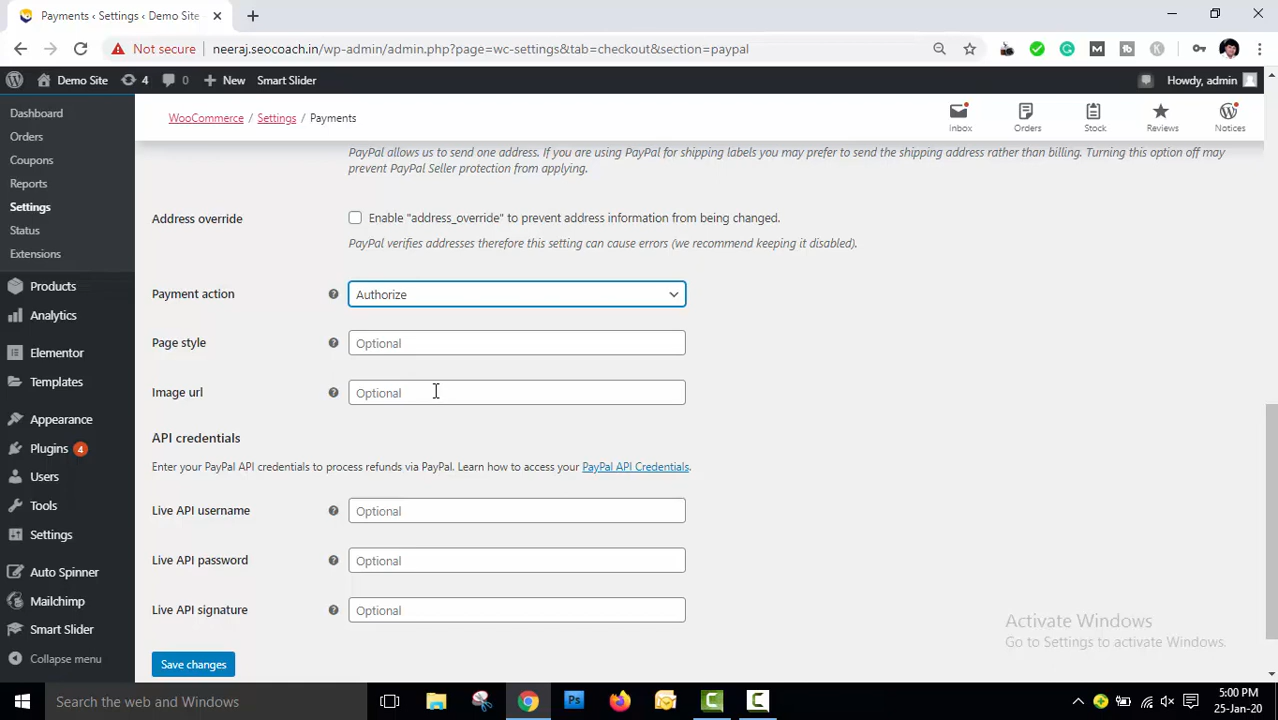 Payments < Settings < Demo Site -
Not secure
neeraj.seocoach.in/wp-admin/admin.php?page=wc-settings&tab=checkout&section=paypal
Demo Site
4
0
New
Smart Slider
Howdy, admin
Dashboard
Orders
Coupons
Reports
Settings
Status
Extensions
Products
Analytics
Elementor
Templates
Appearance
Plugins 4
Users
Tools
Settings
Auto Spinner
Mailchimp
Smart Slider
Collapse menu
WooCommerce / Settings / Payments
Inbox
Orders
Stock
Reviews
Notices
PayPal allows us to send one address. If you are using PayPal for shipping labels you may prefer to send the shipping address rather than billing. Turning this option off may
prevent PayPal Seller protection from applying.
Address override
Enable "address_override" to prevent address information from being changed.
PayPal verifies addresses therefore this setting can cause errors (we recommend keeping it disabled).
Payment action
Authorize
Page style
Optional
Image url
Optional
API credentials
Enter your PayPal API credentials to process refunds via PayPal. Learn how to access your PayPal API Credentials.
Live API username
Optional
Live API password
Optional
Live API signature
Optional
Save changes
Activate Windows
Go to Settings to activate Windows.
Search the web and Windows
Ps
5:00 PM
25-Jan-20